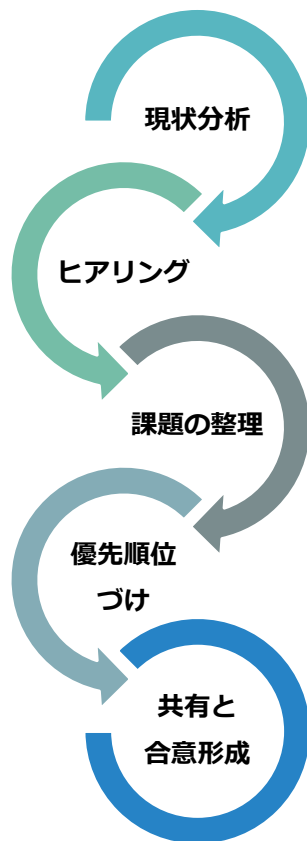 現状分析
ヒアリング
課題の整理
優先順位
づけ
共有と
合意形成